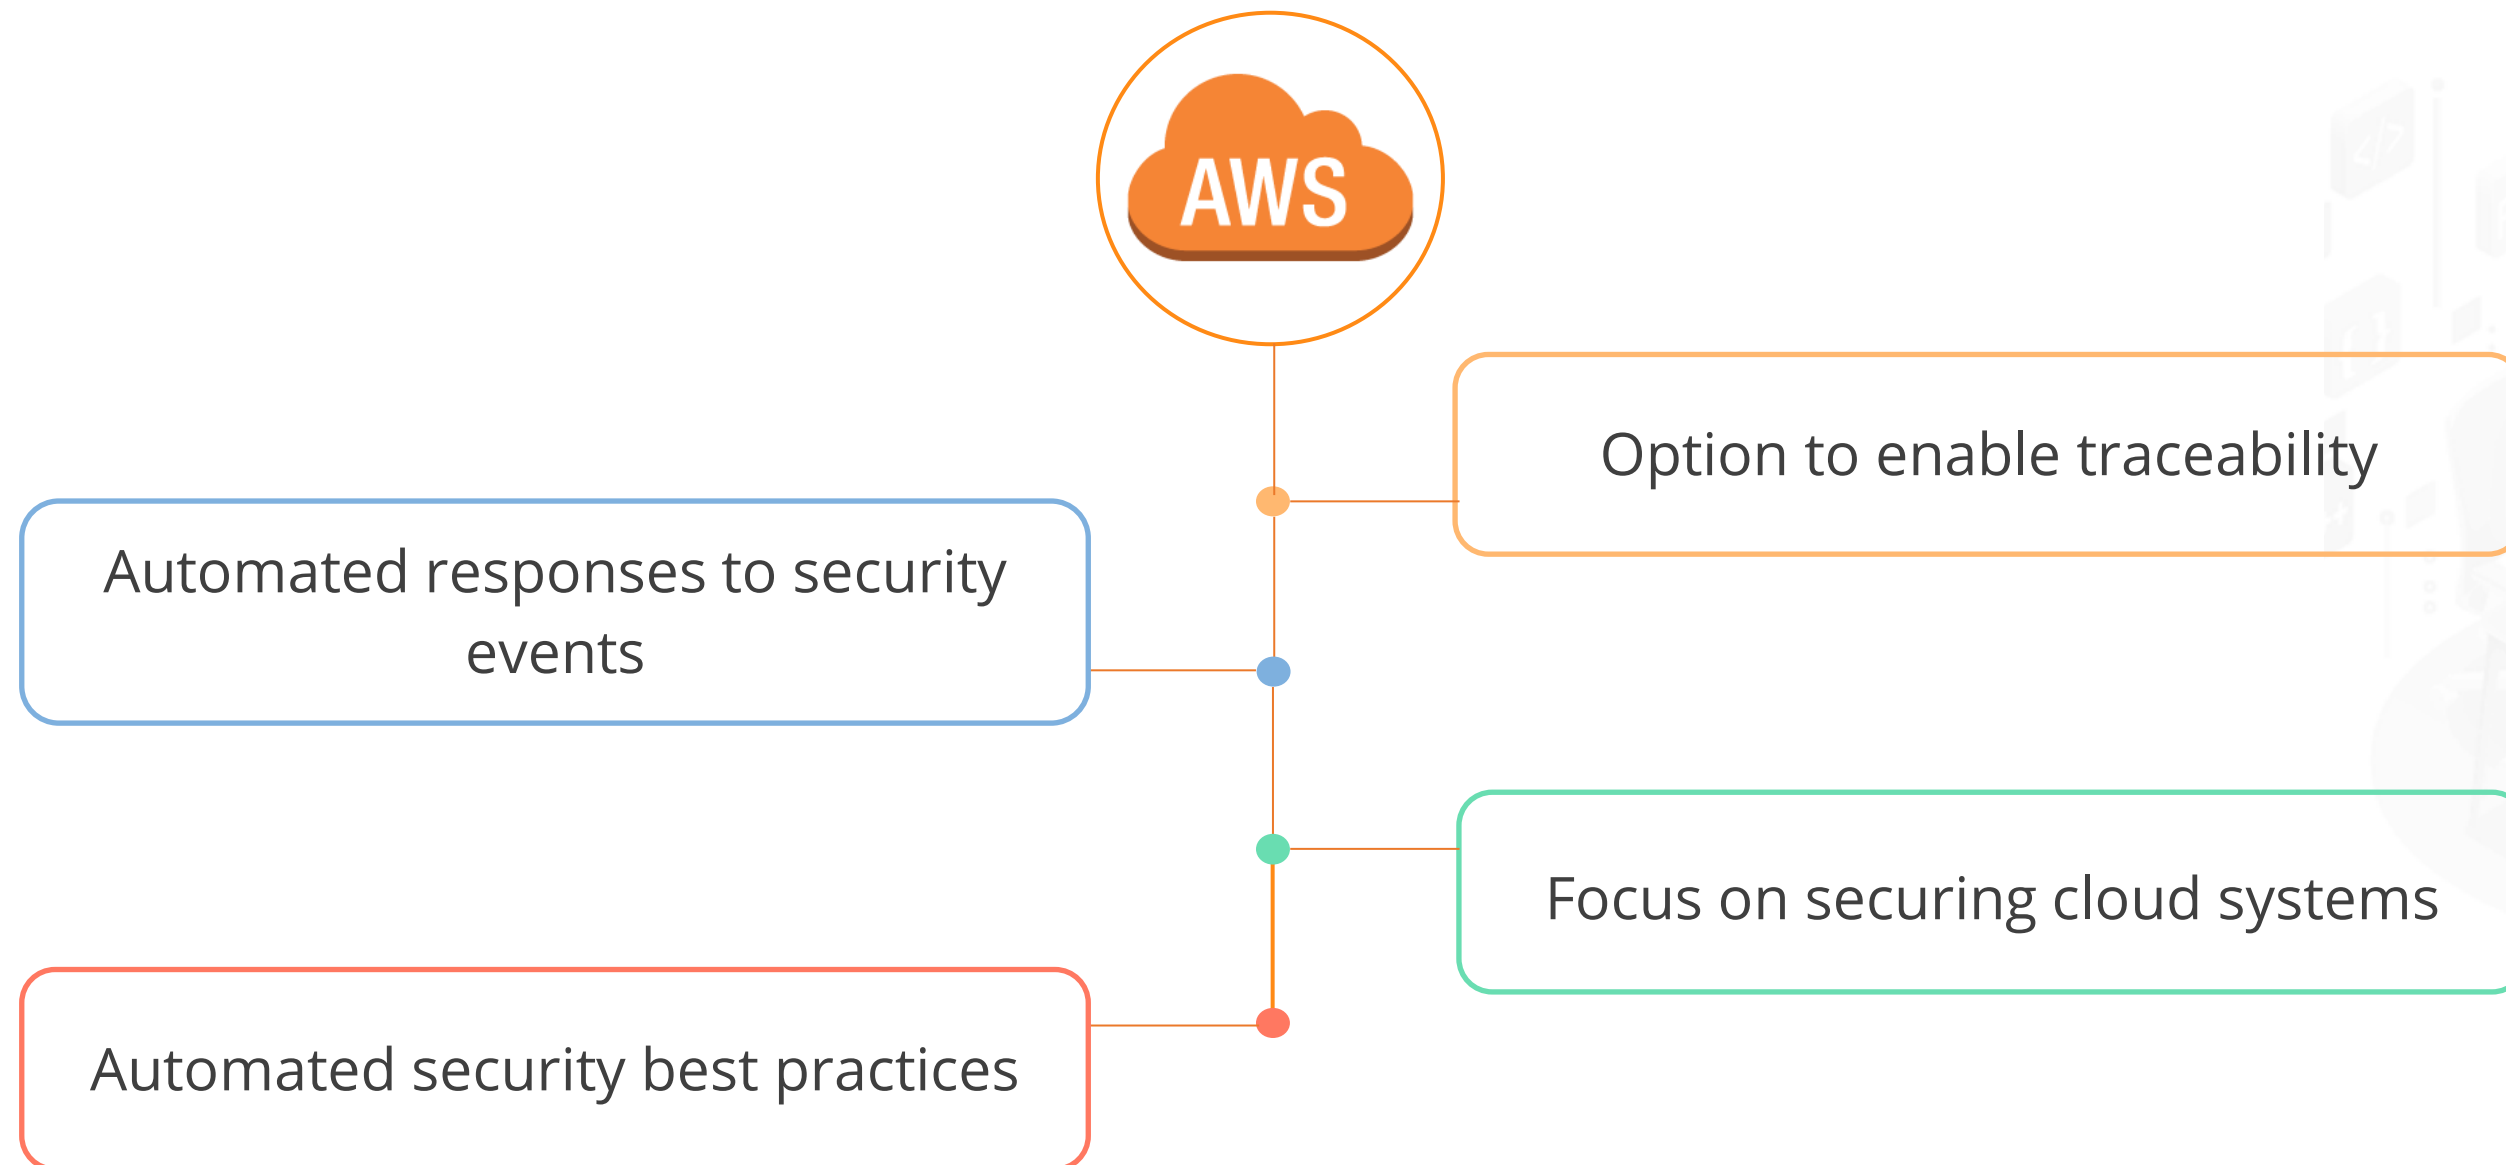 AWS
Option to enable traceability
Automated responses to security
events
Focus on securing cloud systems
Automated security best practices